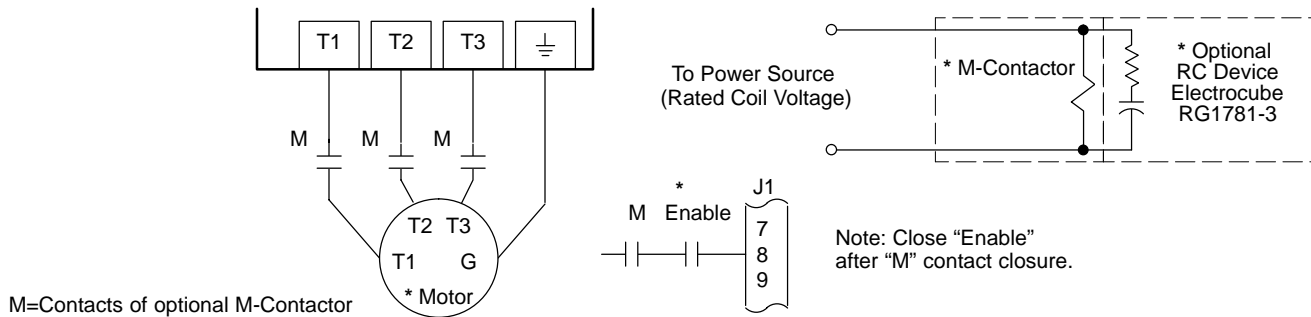 T1 T2 T3
M M M
T2 T3
T1 G
* Motor
M=Contacts of optional M-Contactor
To Power Source
(Rated Coil Voltage)
* M-Contactor
* Optional
RC Device
Electrocube
RG1781-3
*
M Enable
J1
7
8
9
Note: Close “Enable”
after “M” contact closure.